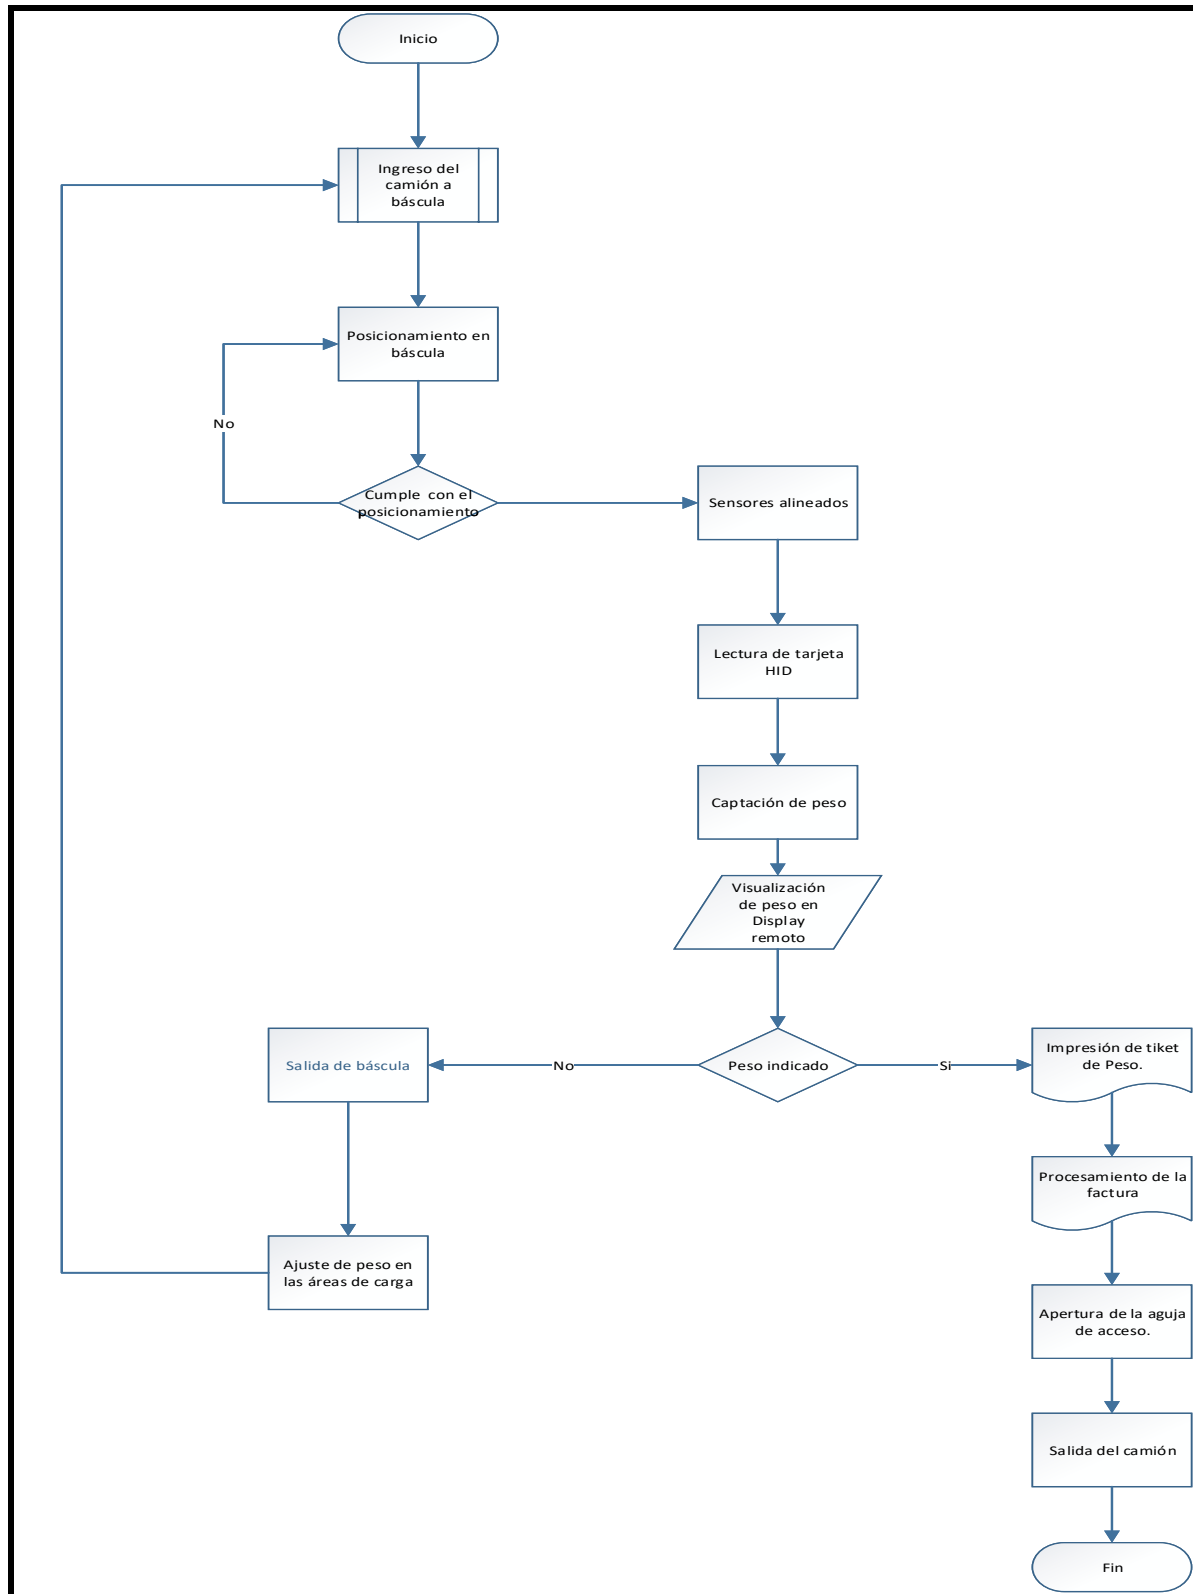 Inicio
Ingreso del
camión a
báscula
Posicionamiento en
báscula
No
Cumple con el
posicionamiento
Sensores alineados
Lectura de tarjeta
HID
Captación de peso
Visualización
de peso en
Display
remoto
Peso indicado
No
Si
Salida de báscula
Ajuste de peso en
las áreas de carga
Impresión de tiket
de Peso.
Procesamiento de la
factura
Apertura de la aguja
de acceso.
Salida del camión
Fin